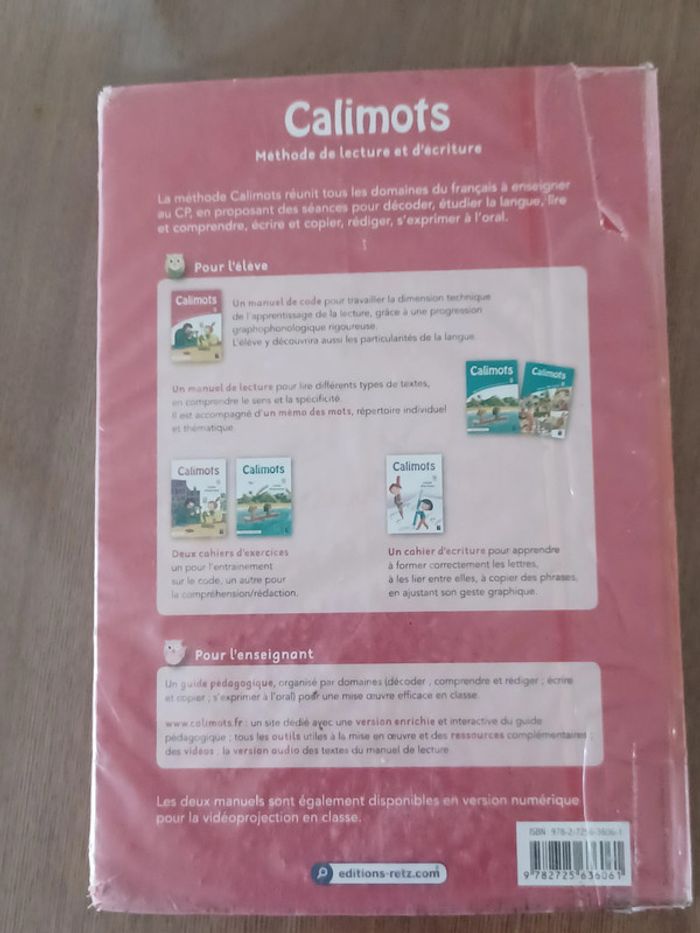 Calimots
Méthode de lecture et d'écriture
La méthode Calimots réunit tous les domaines du français à enseigner
au CP, en proposant des séances pour décoder, étudier la langue, lire
et comprendre, écrire et copier, rédiger, s'exprimer à l'oral.
Pour l'élève
Calimots
Un manuel de code pour travailler la dimension technique
de l'apprentissage de la lecture, grâce à une progression
graphophonologique rigoureuse.
L'élève y découvrira aussi les particularités de la langue.
Un manuel de lecture pour lire différents types de textes,
en comprendre le sens et la spécificité.
Il est accompagné d'un mémo des mots, répertoire individuel
et thématique.
Calimots
Calimots
Calimots
Calimots
Calimots
Deux cahiers d'exercices
un pour l'entrainement
sur le code, un autre pour
la compréhension/rédaction.
Un cahier d'écriture pour apprendre
à former correctement les lettres,
à les lier entre elles, à copier des phrases,
en ajustant son geste graphique.
Pour l'enseignant
Un guide pédagogique, organisé par domaines (décoder ; comprendre et rédiger ; écrire
et copier ; s'exprimer à l'oral) pour une mise œuvre efficace en classe.
www.calimots.fr : un site dédié avec une version enrichie et interactive du guide
pédagogique ; tous les outils utiles à la mise en œuvre et des ressources complémentaires ;
des vidéos ; la version audio des textes du manuel de lecture.
Les deux manuels sont également disponibles en version numérique
pour la vidéoprojection en classe.
ISBN 978-2-7256-3606-1
9 782725 636061
editions-retz.com